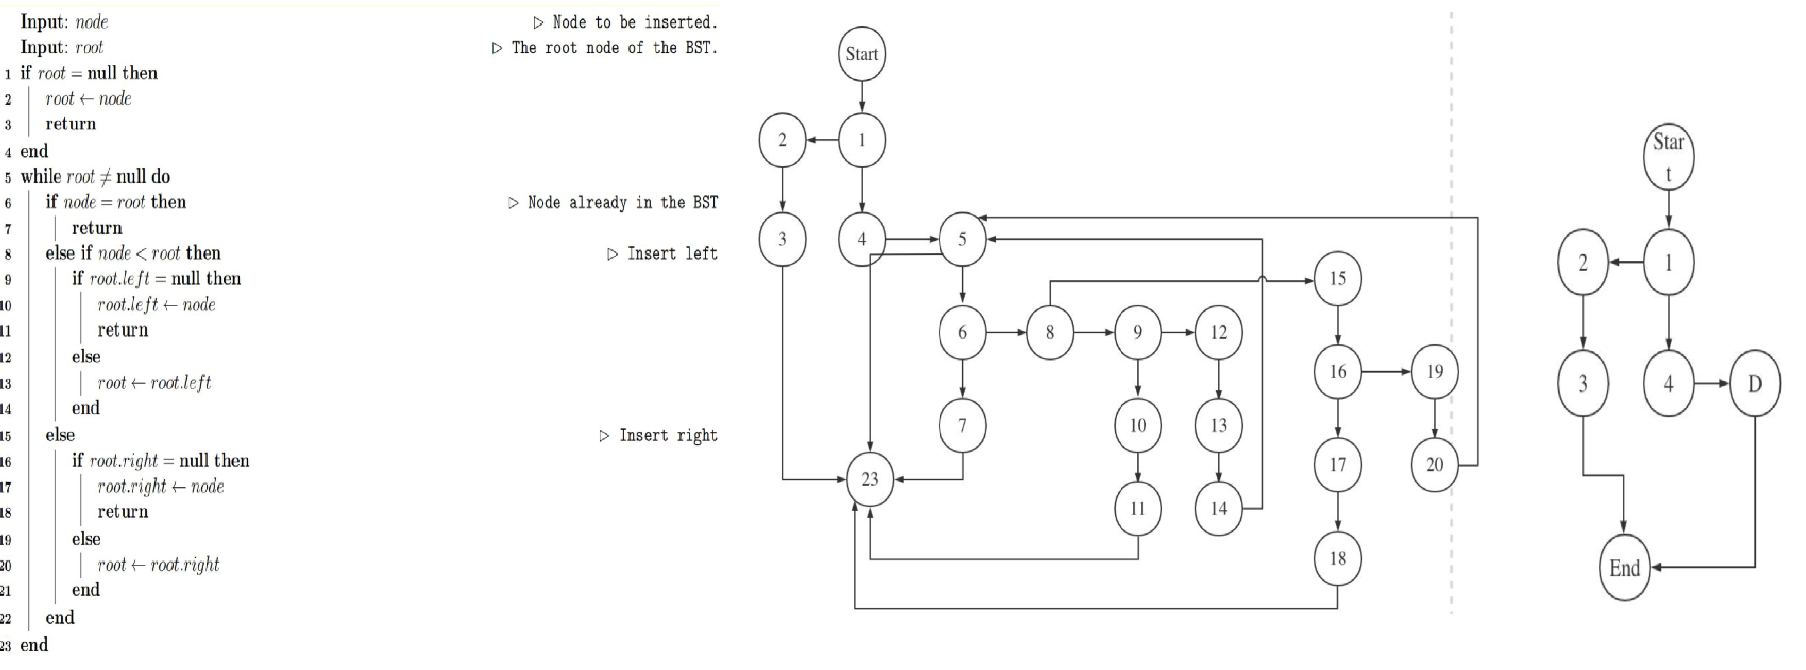 Input: node ▷ Node to be inserted.
Input: root ▷ The root node of the BST.
1 if root = null then
2 root ← node
3 return
4 end
5 while root ≠ null do
6 if node = root then ▷ Node already in the BST
7 return
8 else if node < root then ▷ Insert left
9 if root.left = null then
10 root.left ← node
11 return
12 else
13 root ← root.left
14 end
15 else ▷ Insert right
16 if root.right = null then
17 root.right ← node
18 return
19 else
20 root ← root.right
21 end
22 end
23 end
Start
2 1
3 4 5
15
6 8 9 12
16 19
7 10 13
17 20
23
11 14
18
Star
t
2 1
3 4 D
End